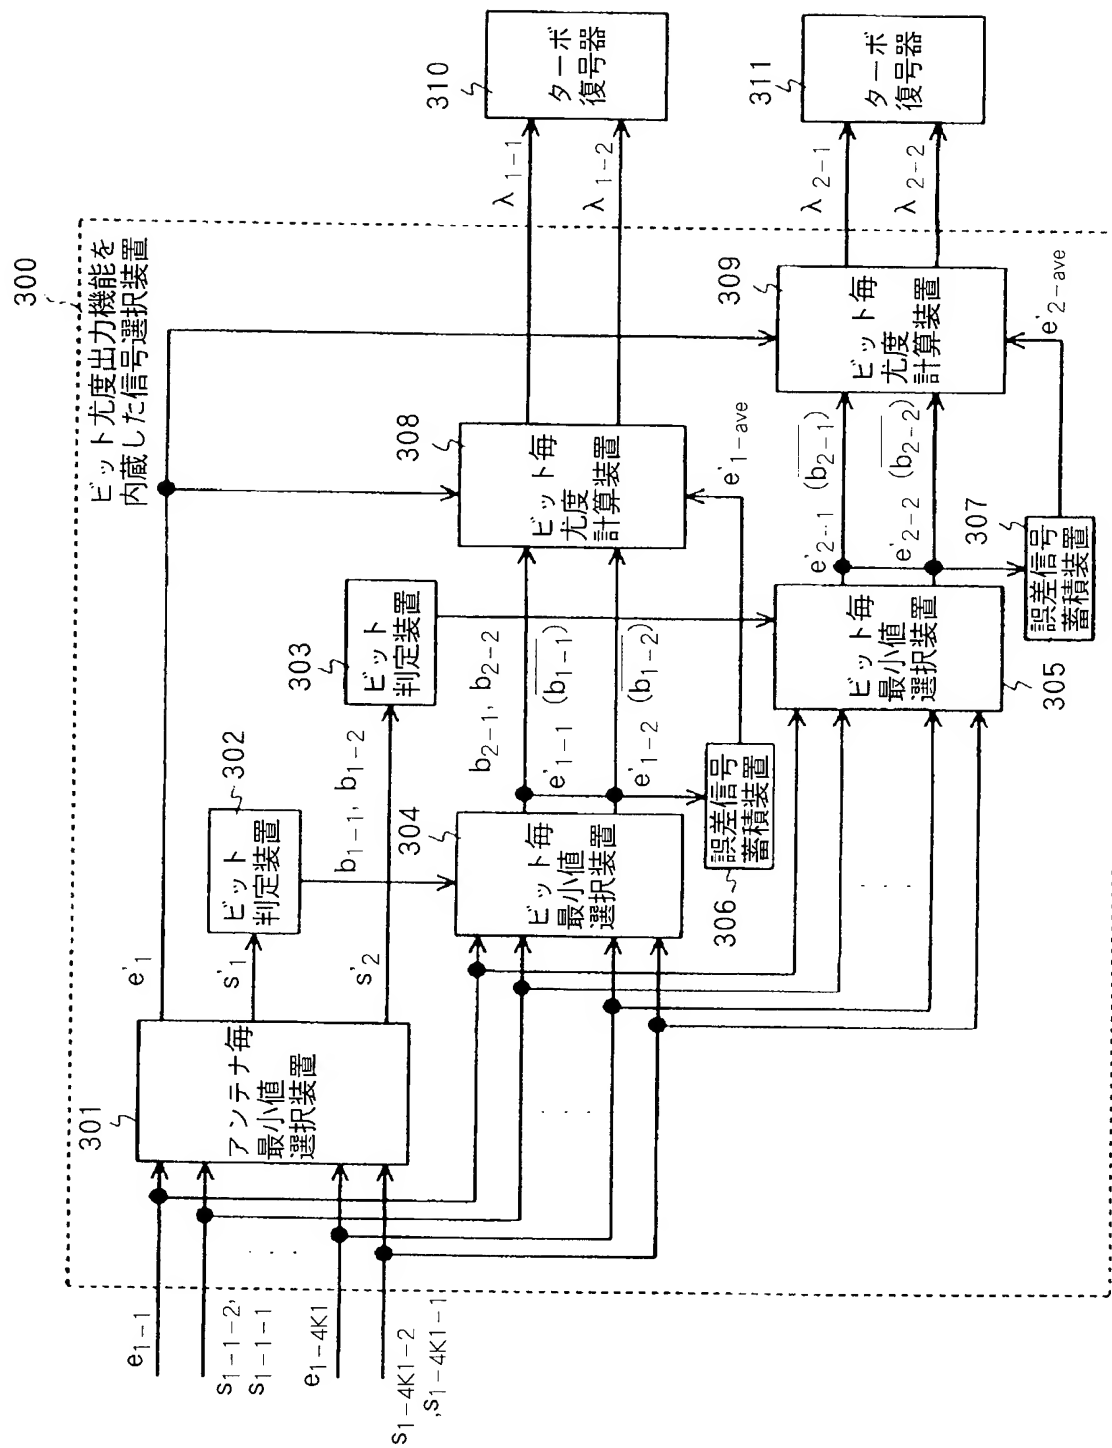 300
ビット尤度出力機能を
内蔵した信号選択装置
e₁₋₁
s₁₋₁₋₂,
s₁₋₁₋₁
e₁₋₄K1
s₁₋₄K1₋₂
,s₁₋₄K1₋₁
301
アンテナ毎
最小値
選択装置
e'₁
s'₁
s'₂
302
ビット
判定装置
b₁₋₁, b₁₋₂
303
ビット
判定装置
b₂₋₁, b₂₋₂
304
ビット毎
最小値
選択装置
e'₁₋₁ (b̅₁₋₁)
e'₁₋₂ (b̅₁₋₂)
306
誤差信号
蓄積装置
e'₁₋ave
308
ビット毎
尤度
計算装置
λ₁₋₁
λ₁₋₂
310
ターボ
復号器
305
ビット毎
最小値
選択装置
e'₂₋₁ (b̅₂₋₁)
e'₂₋₂ (b̅₂₋₂)
307
誤差信号
蓄積装置
e'₂₋ave
309
ビット毎
尤度
計算装置
λ₂₋₁
λ₂₋₂
311
ターボ
復号器